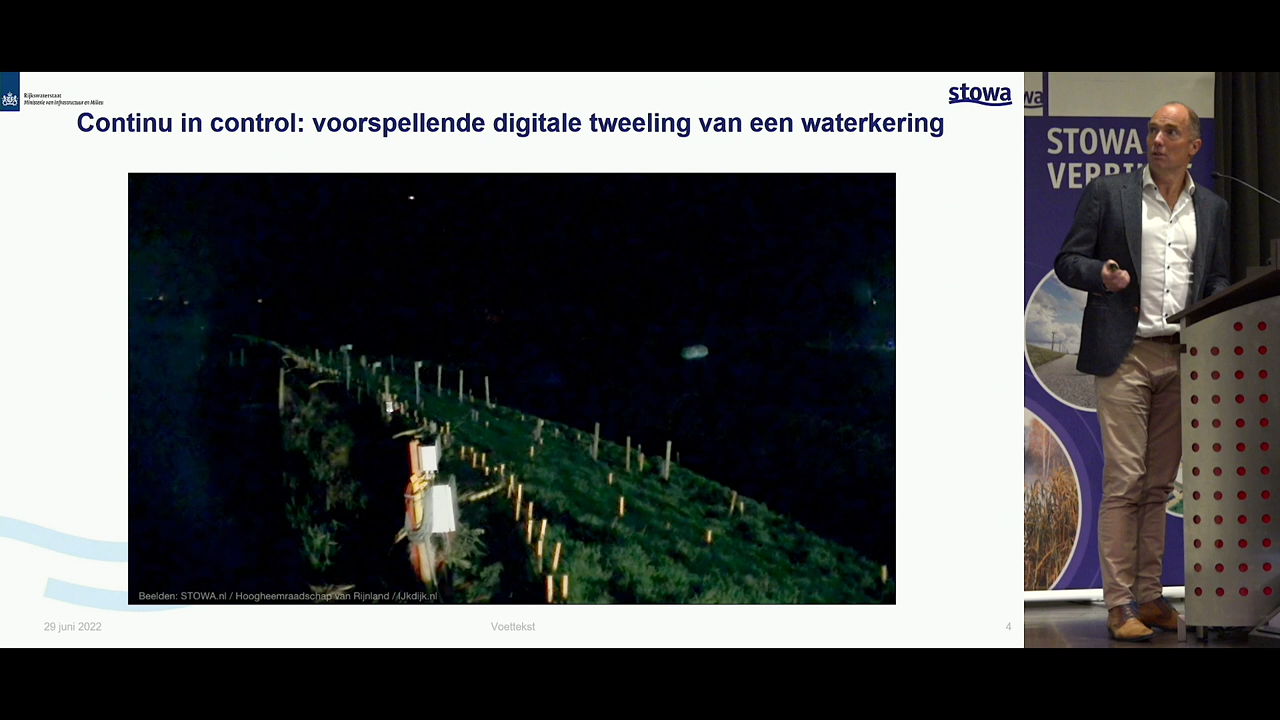 Rijkswaterstaat
Ministerie van Infrastructuur en Milieu
stowa
Continu in control: voorspellende digitale tweeling van een waterkering
Beelden: STOWA.nl / Hoogheemraadschap van Rijnland / IJkdijk.nl
29 juni 2022
Voettekst
4
STOWA